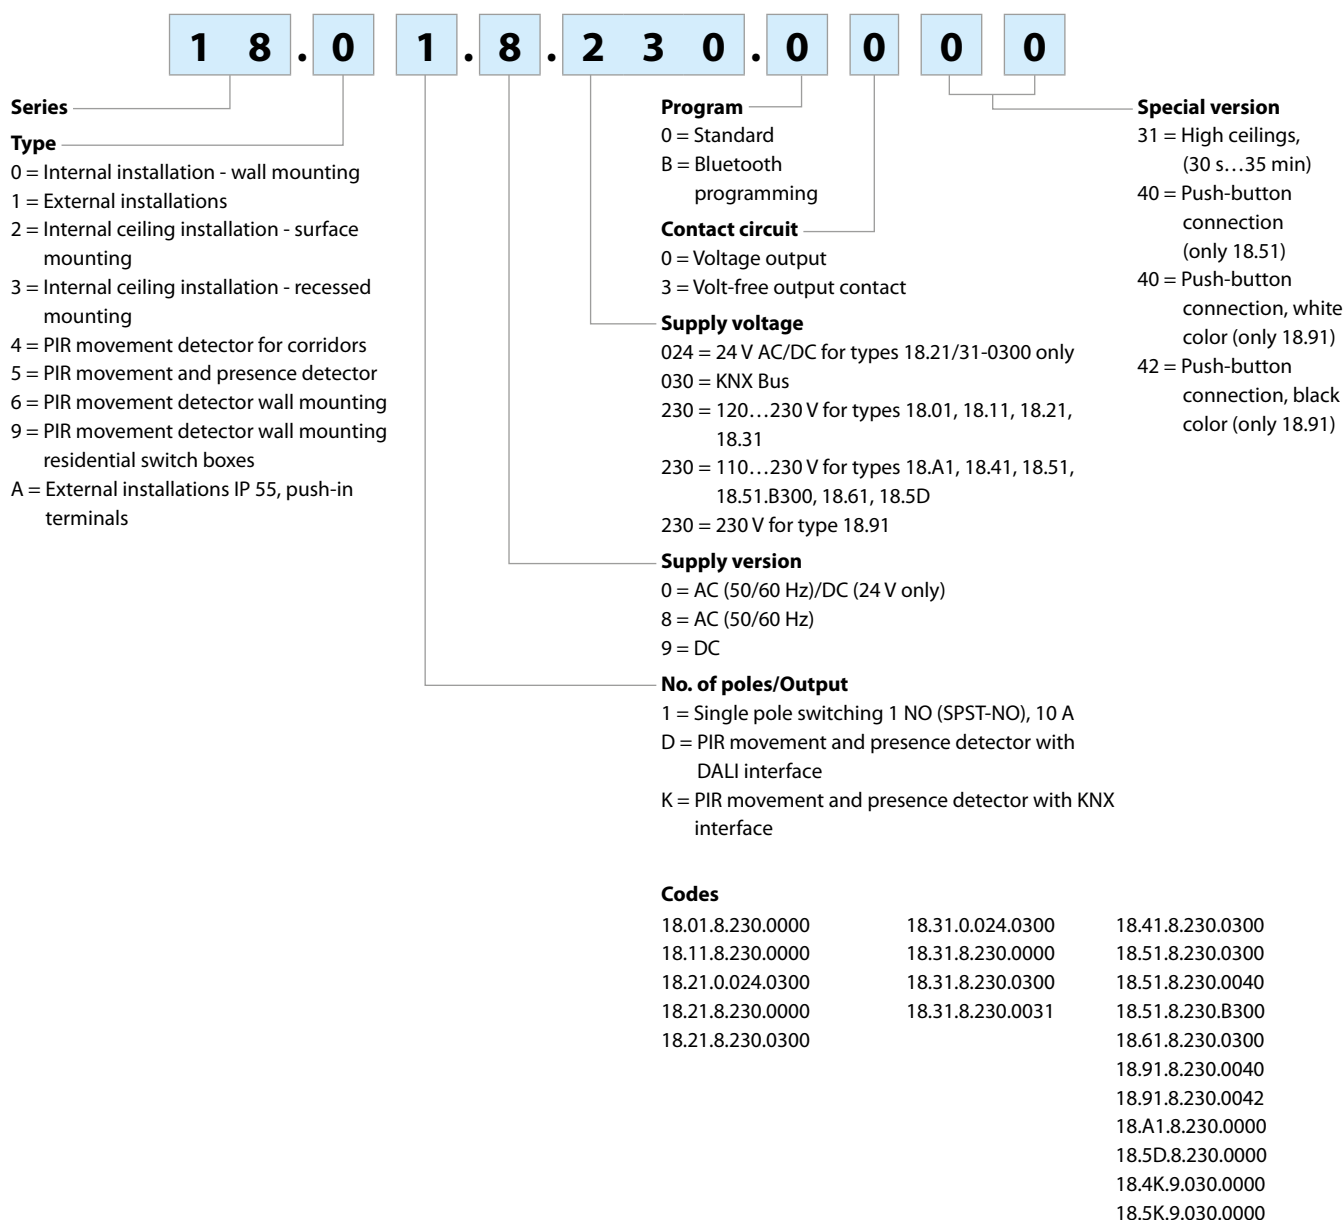 18.0 1.8.230.0 0 0 0
Series
Type
0 = Internal installation - wall mounting
1 = External installations
2 = Internal ceiling installation - surface
mounting
3 = Internal ceiling installation - recessed
mounting
4 = PIR movement detector for corridors
5 = PIR movement and presence detector
6 = PIR movement detector wall mounting
9 = PIR movement detector wall mounting
residential switch boxes
A = External installations IP 55, push-in
terminals
Program
0 = Standard
B = Bluetooth
programming
Contact circuit
0 = Voltage output
3 = Volt-free output contact
Supply voltage
024 = 24 V AC/DC for types 18.21/31-0300 only
030 = KNX Bus
230 = 120…230 V for types 18.01, 18.11, 18.21,
18.31
230 = 110…230 V for types 18.A1, 18.41, 18.51,
18.51.B300, 18.61, 18.5D
230 = 230 V for type 18.91
Supply version
0 = AC (50/60 Hz)/DC (24 V only)
8 = AC (50/60 Hz)
9 = DC
No. of poles/Output
1 = Single pole switching 1 NO (SPST-NO), 10 A
D = PIR movement and presence detector with
DALI interface
K = PIR movement and presence detector with KNX
interface
Special version
31 = High ceilings,
(30 s…35 min)
40 = Push-button
connection
(only 18.51)
40 = Push-button
connection, white
color (only 18.91)
42 = Push-button
connection, black
color (only 18.91)
Codes
18.01.8.230.0000
18.11.8.230.0000
18.21.0.024.0300
18.21.8.230.0000
18.21.8.230.0300
18.31.0.024.0300
18.31.8.230.0000
18.31.8.230.0300
18.31.8.230.0031
18.41.8.230.0300
18.51.8.230.0300
18.51.8.230.0040
18.51.8.230.B300
18.61.8.230.0300
18.91.8.230.0040
18.91.8.230.0042
18.A1.8.230.0000
18.5D.8.230.0000
18.4K.9.030.0000
18.5K.9.030.0000